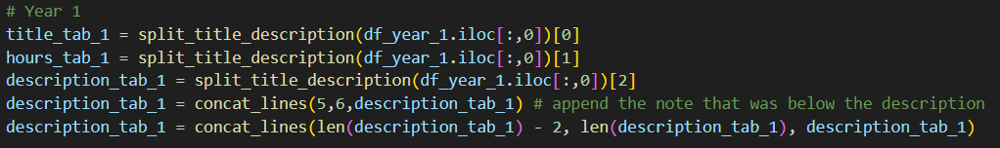 # Year 1
title_tab_1 = split_title_description(df_year_1.iloc[:,0])[0]
hours_tab_1 = split_title_description(df_year_1.iloc[:,0])[1]
description_tab_1 = split_title_description(df_year_1.iloc[:,0])[2]
description_tab_1 = concat_lines(5,6,description_tab_1) # append the note that was below the description
description_tab_1 = concat_lines(len(description_tab_1) - 2, len(description_tab_1), description_tab_1)